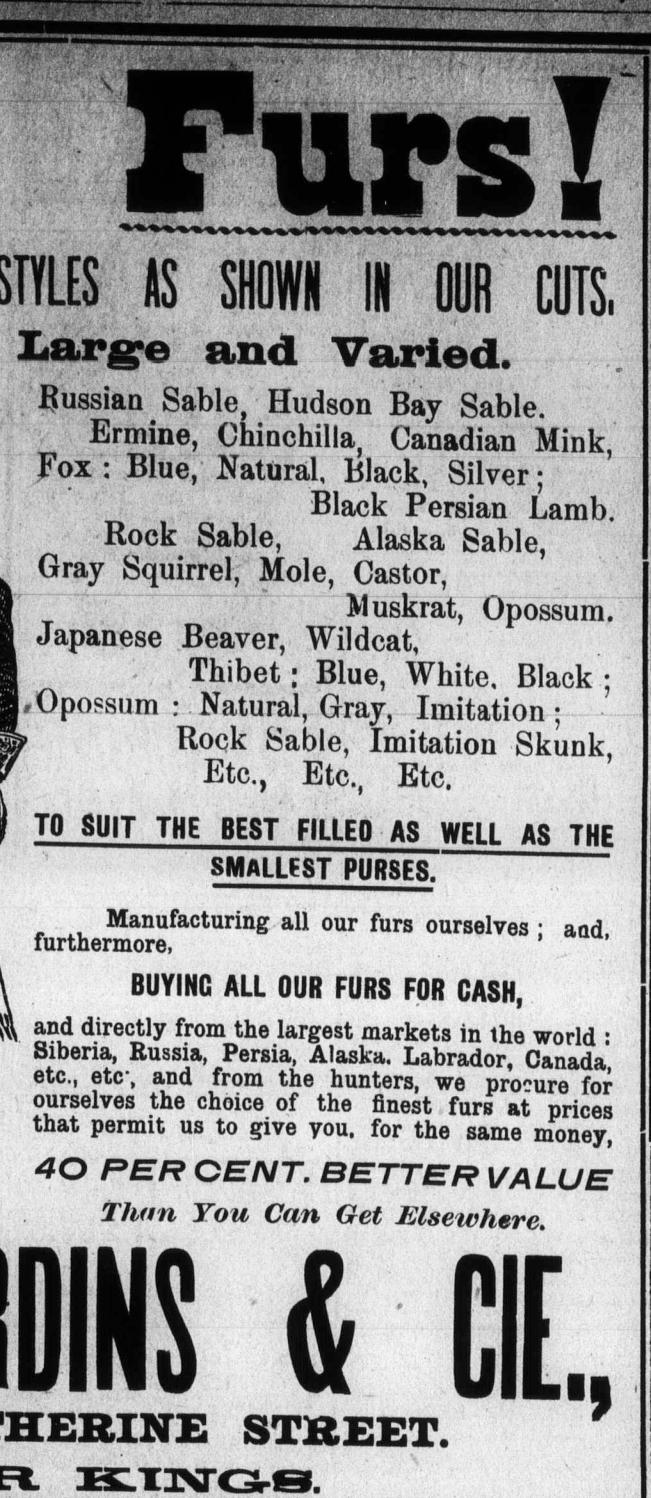 Furs!
STYLES AS SHOWN IN OUR CUTS.
Large and Varied.
Russian Sable, Hudson Bay Sable.
Ermine, Chinchilla, Canadian Mink,
Fox : Blue, Natural, Black, Silver ;
Black Persian Lamb.
Rock Sable, Alaska Sable,
Gray Squirrel, Mole, Castor,
Muskrat, Opossum.
Japanese Beaver, Wildcat,
Thibet : Blue, White. Black ;
Opossum : Natural, Gray, Imitation ;
Rock Sable, Imitation Skunk,
Etc., Etc., Etc.
TO SUIT THE BEST FILLED AS WELL AS THE
SMALLEST PURSES.
Manufacturing all our furs ourselves ; and,
furthermore,
BUYING ALL OUR FURS FOR CASH,
and directly from the largest markets in the world :
Siberia, Russia, Persia, Alaska. Labrador, Canada,
etc., etc·, and from the hunters, we procure for
ourselves the choice of the finest furs at prices
that permit us to give you. for the same money,
40 PER CENT. BETTER VALUE
Than You Can Get Elsewhere.
RDINS & CIE.,
THERINE STREET.
R KINGS.